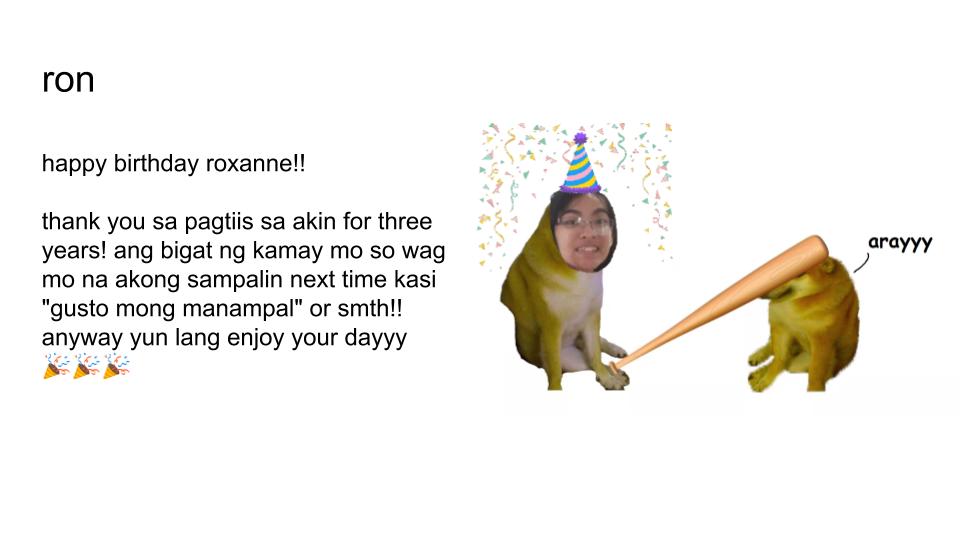 ron
happy birthday roxanne!!
thank you sa pagtiis sa akin for three
years! ang bigat ng kamay mo so wag
mo na akong sampalin next time kasi
"gusto mong manampal" or smth!!
anyway yun lang enjoy your dayyy
🎉🎉🎉
arayyy